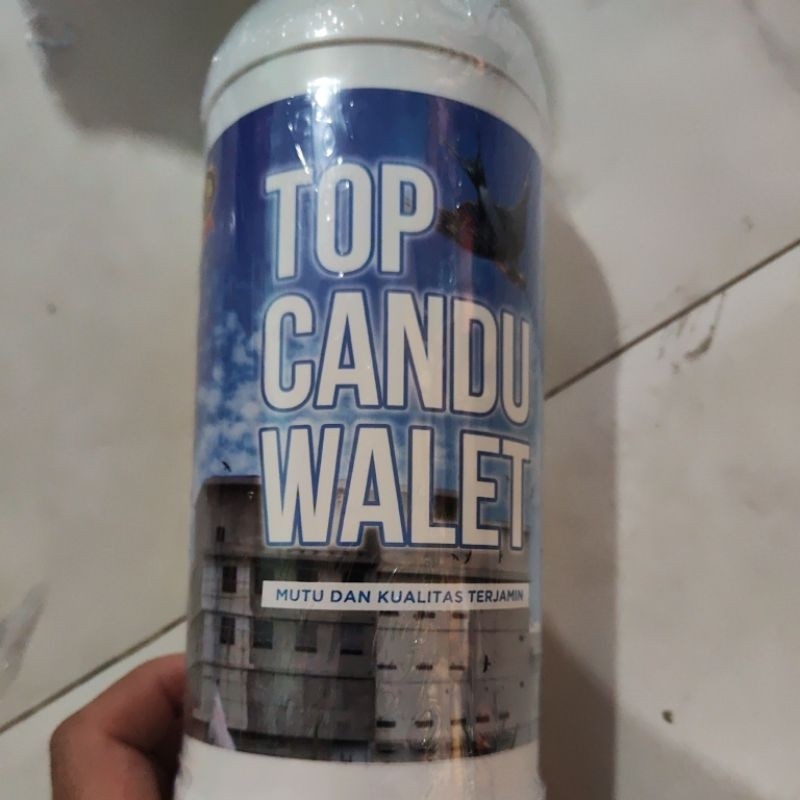 TOP
CANDU
WALET
MUTU DAN KUALITAS TERJAMIN